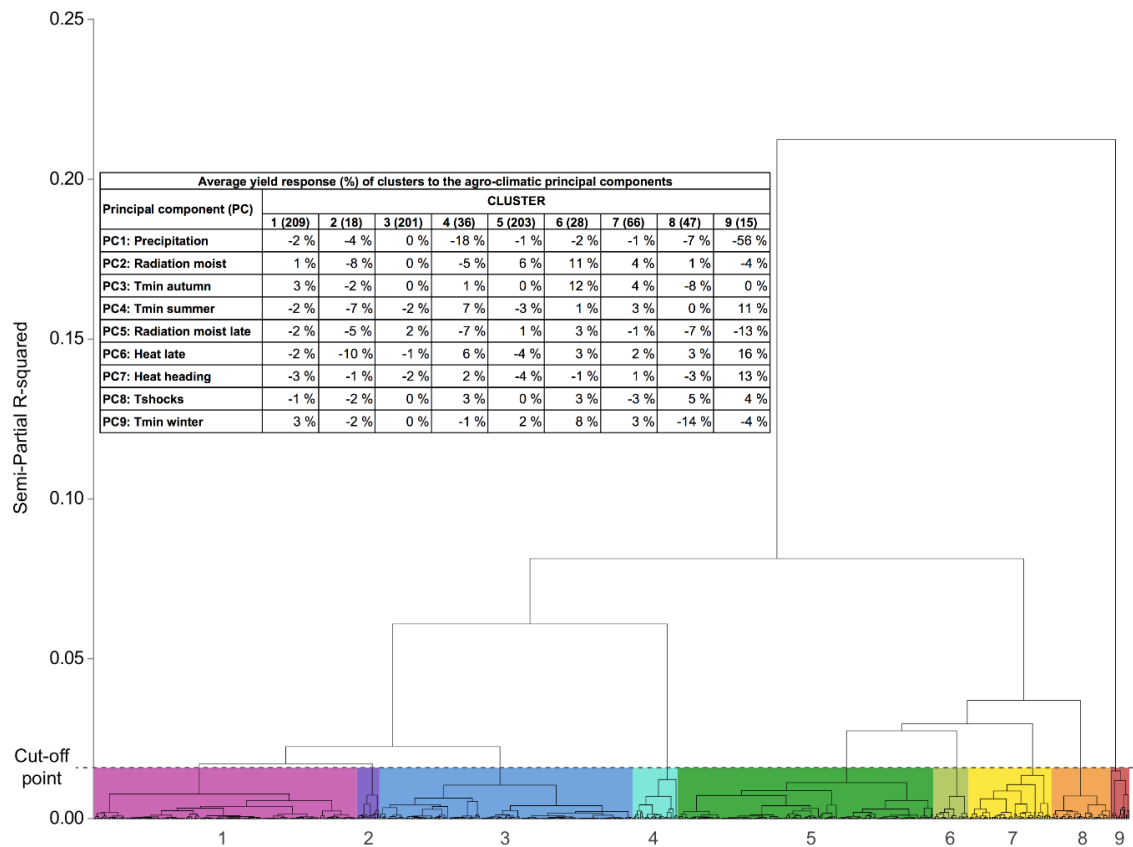 0.25
0.20
0.15
0.10
0.05
0.00
Semi-Partial R-squared
Cut-off
point
Average yield response (%) of clusters to the agro-climatic principal components
Principal component (PC) CLUSTER
1 (209) 2 (18) 3 (201) 4 (36) 5 (203) 6 (28) 7 (66) 8 (47) 9 (15)
PC1: Precipitation -2 % -4 % 0 % -18 % -1 % -2 % -1 % -7 % -56 %
PC2: Radiation moist 1 % -8 % 0 % -5 % 6 % 11 % 4 % 1 % -4 %
PC3: Tmin autumn 3 % -2 % 0 % 1 % 0 % 12 % 4 % -8 % 0 %
PC4: Tmin summer -2 % -7 % -2 % 7 % -3 % 1 % 3 % 0 % 11 %
PC5: Radiation moist late -2 % -5 % 2 % -7 % 1 % 3 % -1 % -7 % -13 %
PC6: Heat late -2 % -10 % -1 % 6 % -4 % 3 % 2 % 3 % 16 %
PC7: Heat heading -3 % -1 % -2 % 2 % -4 % -1 % 1 % -3 % 13 %
PC8: Tshocks -1 % -2 % 0 % 3 % 0 % 3 % -3 % 5 % 4 %
PC9: Tmin winter 3 % -2 % 0 % -1 % 2 % 8 % 3 % -14 % -4 %
1 2 3 4 5 6 7 8 9